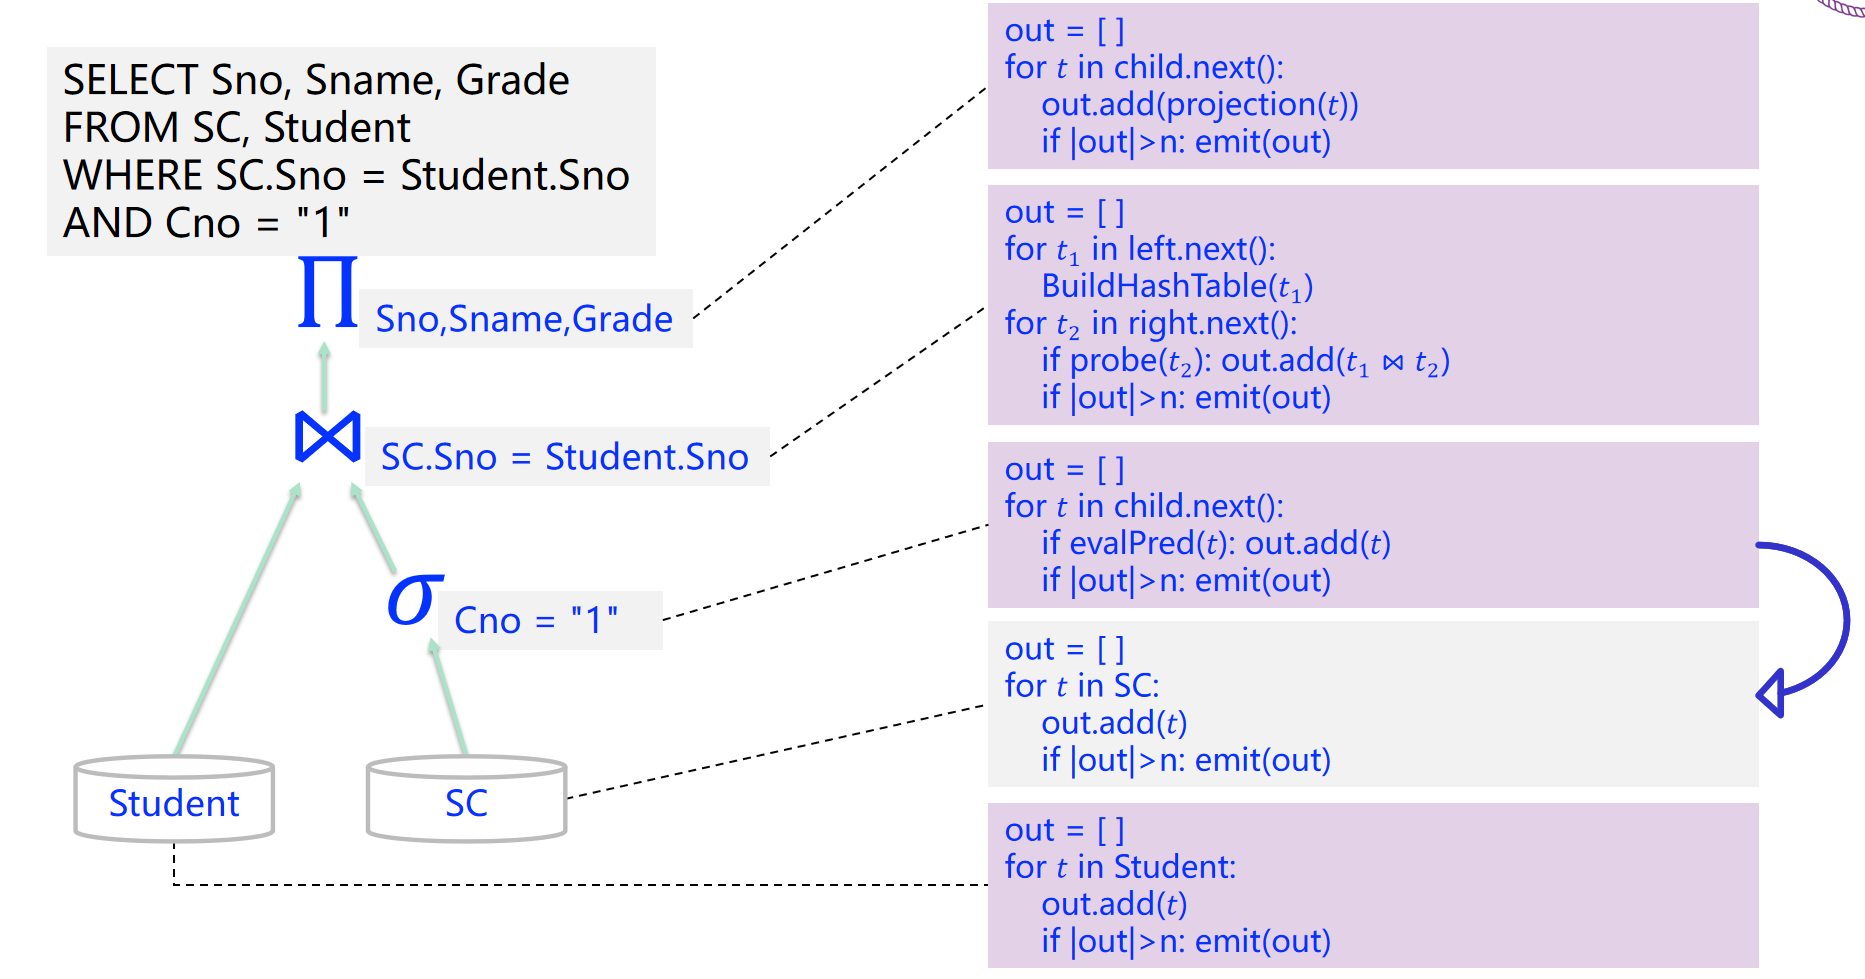 SELECT Sno, Sname, Grade
FROM SC, Student
WHERE SC.Sno = Student.Sno
AND Cno = "1"
∏
Sno,Sname,Grade
⋈
SC.Sno = Student.Sno
σ
Cno = "1"
Student
SC
out = [ ]
for t in child.next():
out.add(projection(t))
if |out|>n: emit(out)
out = [ ]
for t₁ in left.next():
BuildHashTable(t₁)
for t₂ in right.next():
if probe(t₂): out.add(t₁ ⋈ t₂)
if |out|>n: emit(out)
out = [ ]
for t in child.next():
if evalPred(t): out.add(t)
if |out|>n: emit(out)
out = [ ]
for t in SC:
out.add(t)
if |out|>n: emit(out)
out = [ ]
for t in Student:
out.add(t)
if |out|>n: emit(out)